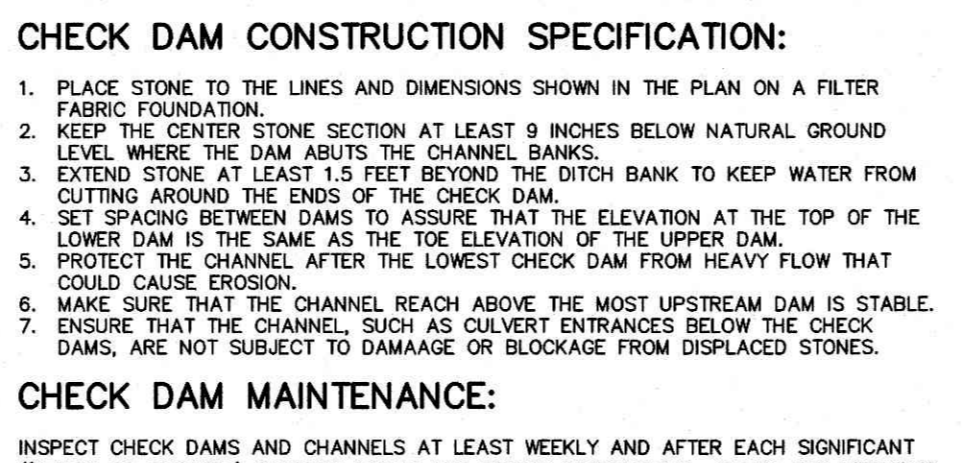 CHECK DAM CONSTRUCTION SPECIFICATION:
1. PLACE STONE TO THE LINES AND DIMENSIONS SHOWN IN THE PLAN ON A FILTER
FABRIC FOUNDATION.
2. KEEP THE CENTER STONE SECTION AT LEAST 9 INCHES BELOW NATURAL GROUND
LEVEL WHERE THE DAM ABUTS THE CHANNEL BANKS.
3. EXTEND STONE AT LEAST 1.5 FEET BEYOND THE DITCH BANK TO KEEP WATER FROM
CUTTING AROUND THE ENDS OF THE CHECK DAM.
4. SET SPACING BETWEEN DAMS TO ASSURE THAT THE ELEVATION AT THE TOP OF THE
LOWER DAM IS THE SAME AS THE TOE ELEVATION OF THE UPPER DAM.
5. PROTECT THE CHANNEL AFTER THE LOWEST CHECK DAM FROM HEAVY FLOW THAT
COULD CAUSE EROSION.
6. MAKE SURE THAT THE CHANNEL REACH ABOVE THE MOST UPSTREAM DAM IS STABLE.
7. ENSURE THAT THE CHANNEL, SUCH AS CULVERT ENTRANCES BELOW THE CHECK
DAMS, ARE NOT SUBJECT TO DAMAAGE OR BLOCKAGE FROM DISPLACED STONES.
CHECK DAM MAINTENANCE:
INSPECT CHECK DAMS AND CHANNELS AT LEAST WEEKLY AND AFTER EACH SIGNIFICANT